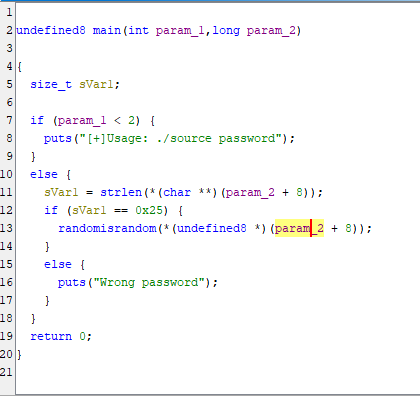 1
2 undefined8 main(int param_1,long param_2)
3
4 {
5 size_t sVar1;
6
7 if (param_1 < 2) {
8 puts("[+]Usage: ./source password");
9 }
10 else {
11 sVar1 = strlen(*(char **)(param_2 + 8));
12 if (sVar1 == 0x25) {
13 randomisrandom(*(undefined8 *)(param_2 + 8));
14 }
15 else {
16 puts("Wrong password");
17 }
18 }
19 return 0;
20 }
21